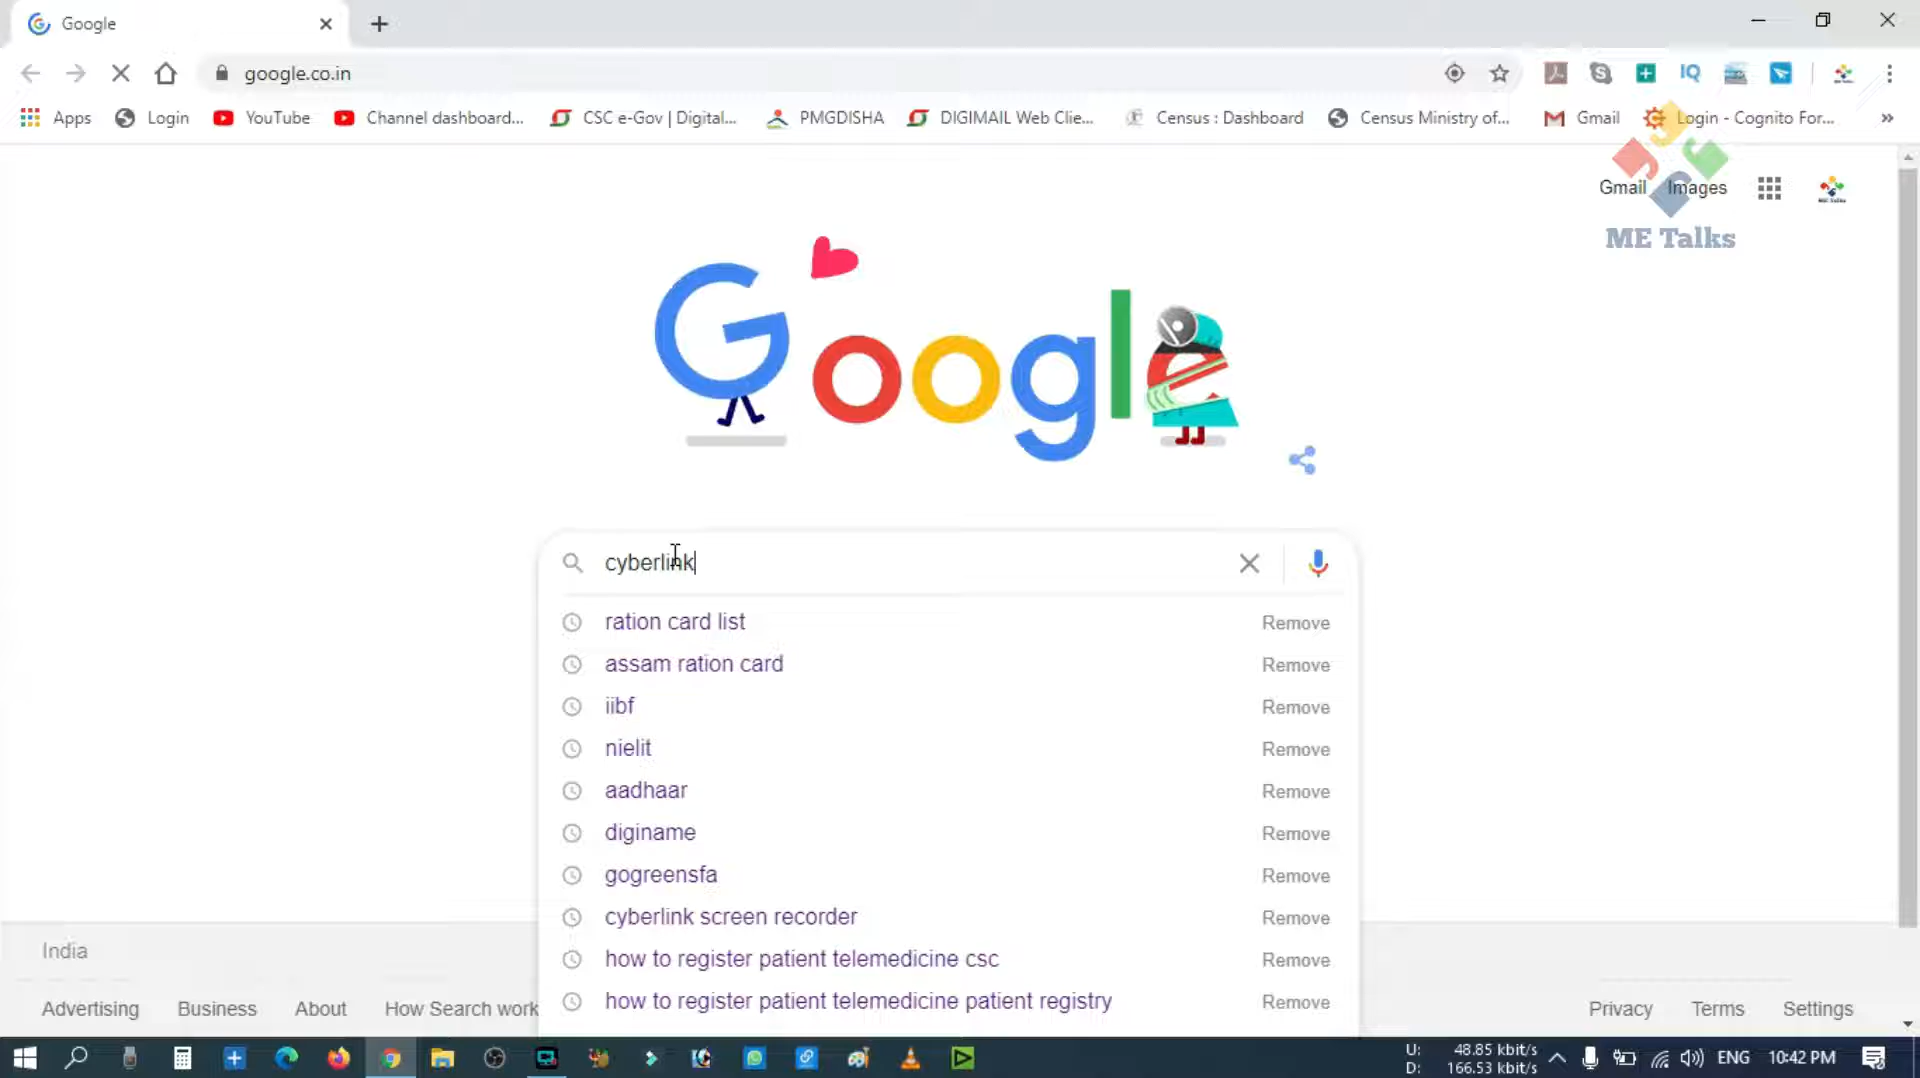 Google
google.co.in
IQ
Apps Login YouTube Channel dashboard... CSC e-Gov | Digital... PMGDISHA DIGIMAIL Web Clie... Census : Dashboard Census Ministry of... Gmail Login - Cognito For... »
Gmail Images
ME Talks
Google
cyberlink
ration card list Remove
assam ration card Remove
iibf Remove
nielit Remove
aadhaar Remove
diginame Remove
gogreensfa Remove
cyberlink screen recorder Remove
how to register patient telemedicine csc Remove
how to register patient telemedicine patient registry Remove
India
Advertising Business About How Search work Privacy Terms Settings
U: 48.85 kbit/s
D: 166.53 kbit/s
ENG 10:42 PM